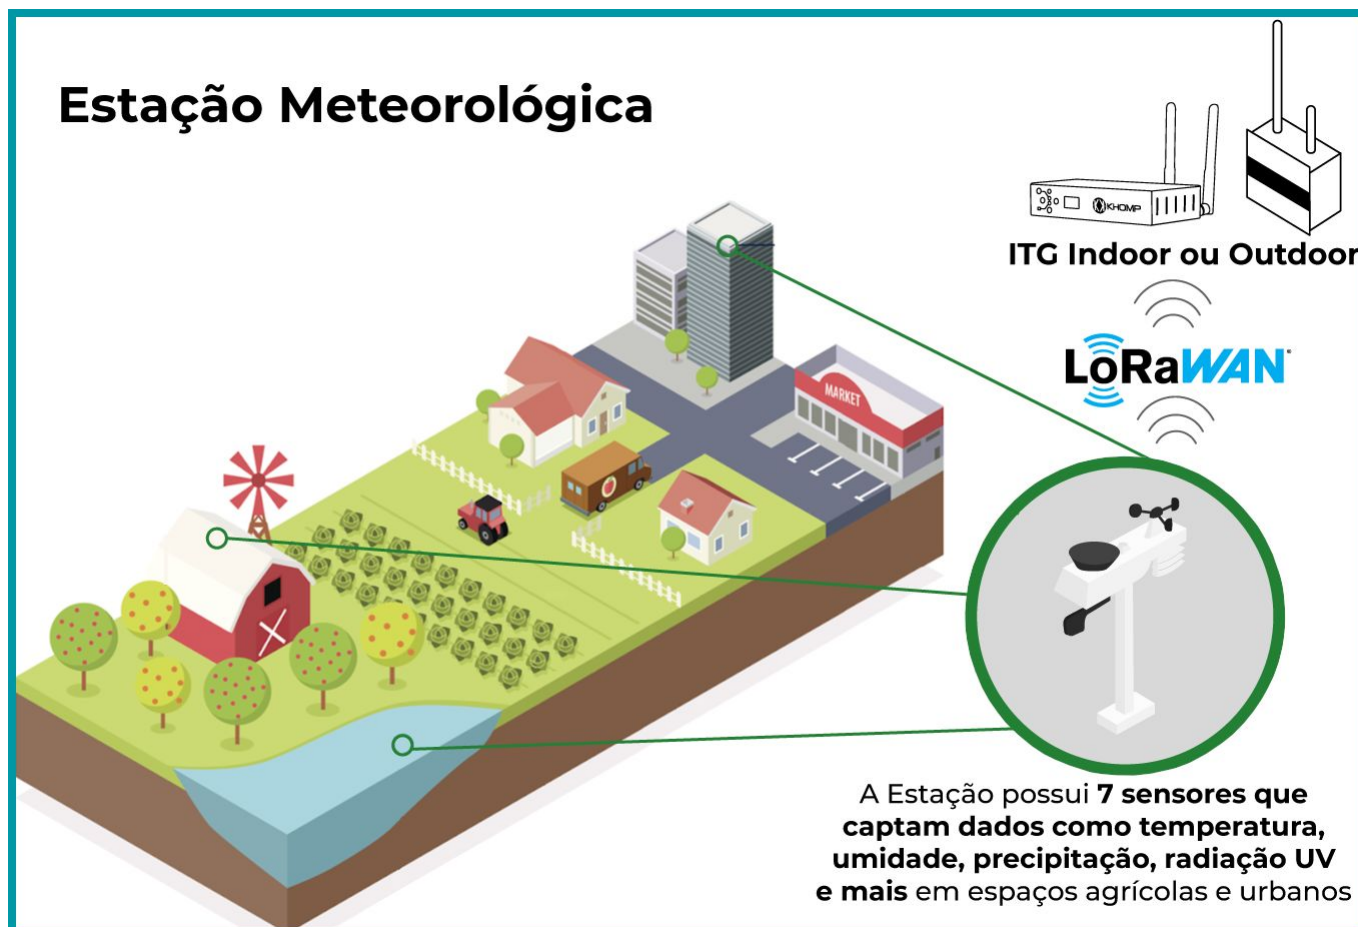 Estação Meteorológica
KHOMP
ITG Indoor ou Outdoor
LoRaWAN
MARKET
A Estação possui 7 sensores que
captam dados como temperatura,
umidade, precipitação, radiação UV
e mais em espaços agrícolas e urbanos